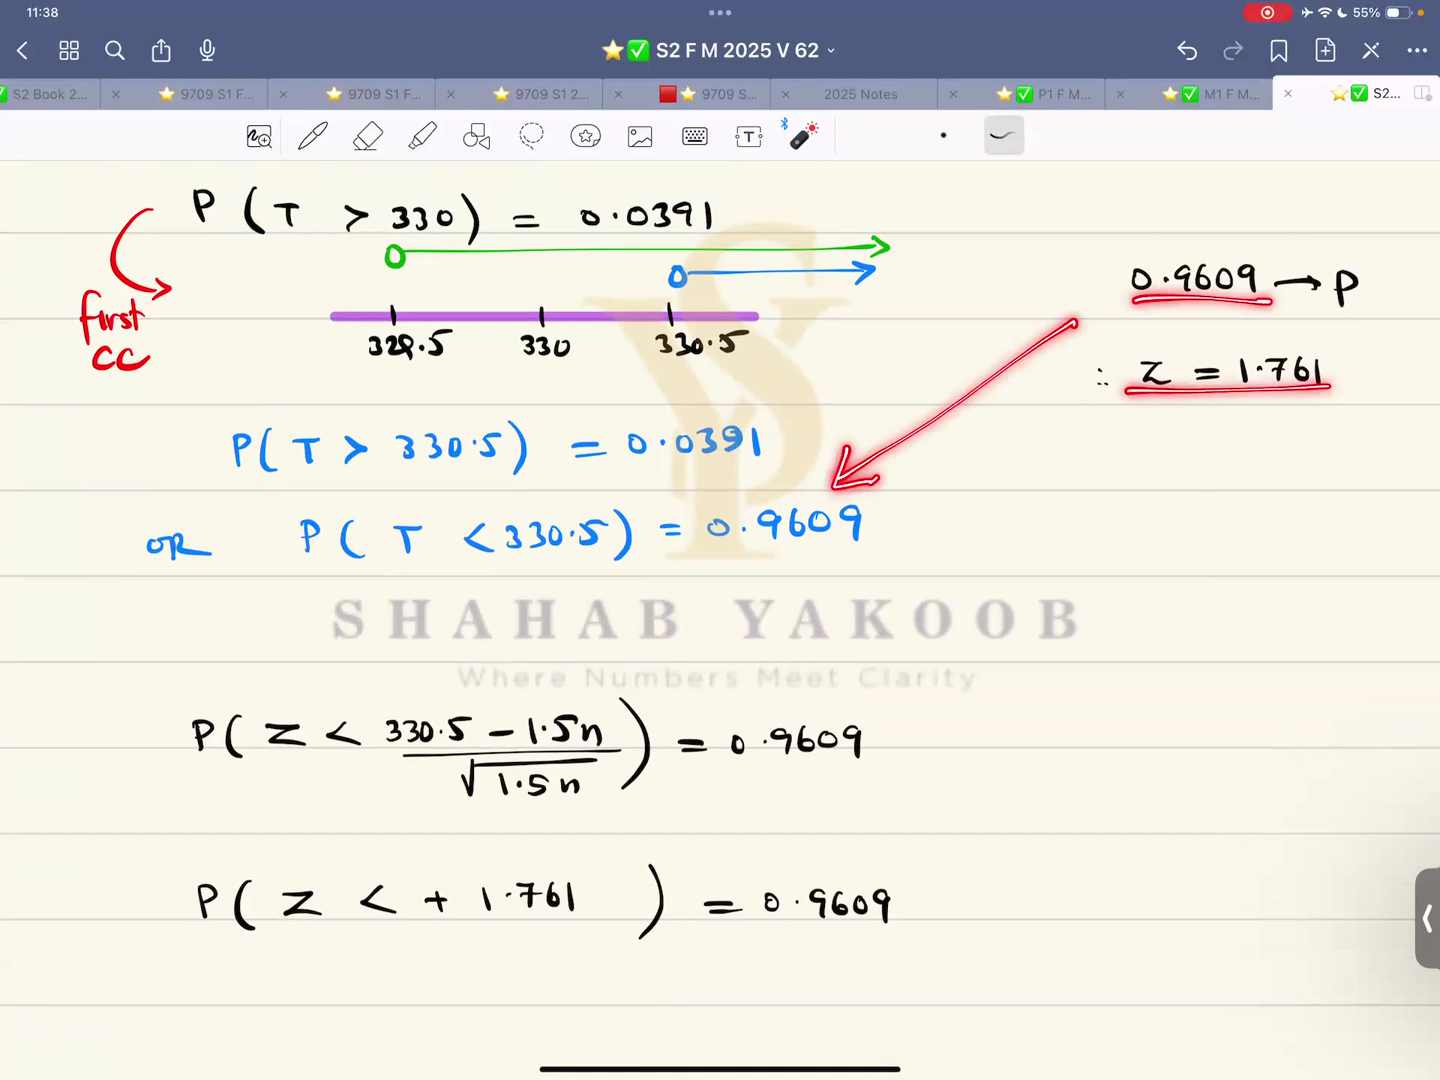 11:38
55%
S2 F M 2025 V 62
S2 Book 2...
9709 S1 F...
9709 S1 F...
9709 S1 2...
9709 S...
2025 Notes
P1 F M...
M1 F M...
S2...
P ( T > 330 ) = 0.0391
first
cc
329.5 330 330.5
0.9609 → P
∴ Z = 1.761
P( T > 330.5 ) = 0.0391
OR P ( T < 330.5 ) = 0.9609
SHAHAB YAKOOB
Where Numbers Meet Clarity
P( Z < (330.5 - 1.5n) / √(1.5n) ) = 0.9609
P( Z < + 1.761 ) = 0.9609